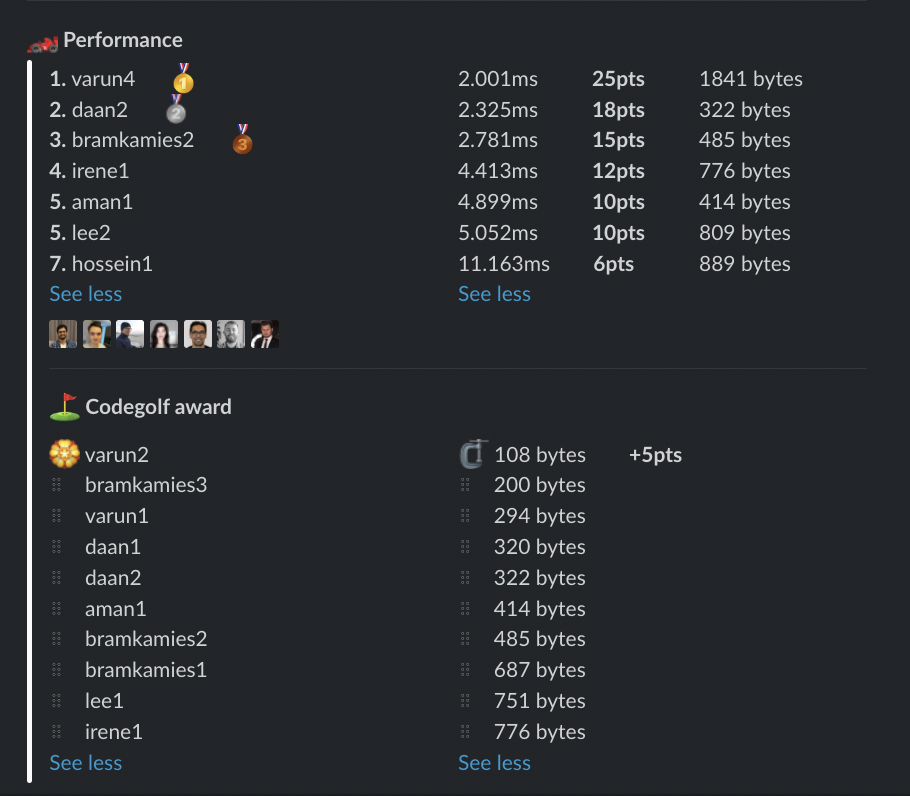 Performance
1. varun4 1 2.001ms 25pts 1841 bytes
2. daan2 2 2.325ms 18pts 322 bytes
3. bramkamies2 3 2.781ms 15pts 485 bytes
4. irene1 4.413ms 12pts 776 bytes
5. aman1 4.899ms 10pts 414 bytes
5. lee2 5.052ms 10pts 809 bytes
7. hossein1 11.163ms 6pts 889 bytes
See less See less
Codegolf award
varun2 108 bytes +5pts
bramkamies3 200 bytes
varun1 294 bytes
daan1 320 bytes
daan2 322 bytes
aman1 414 bytes
bramkamies2 485 bytes
bramkamies1 687 bytes
lee1 751 bytes
irene1 776 bytes
See less See less